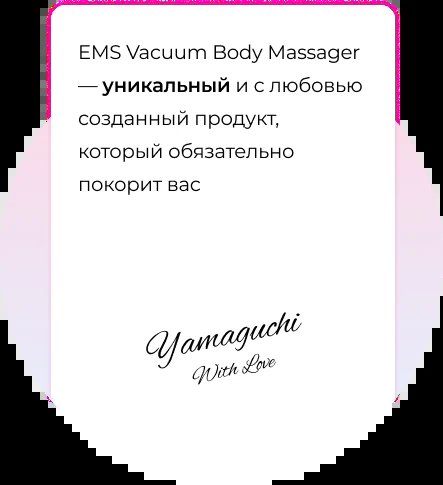 EMS Vacuum Body Massager
— уникальный и с любовью
созданный продукт,
который обязательно
покорит вас
Yamaguchi
With Love